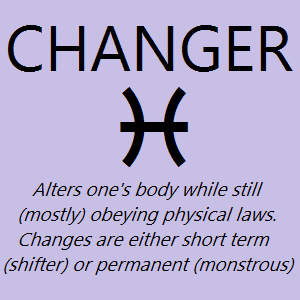 CHANGER
♓
Alters one's body while still
(mostly) obeying physical laws.
Changes are either short term
(shifter) or permanent (monstrous)